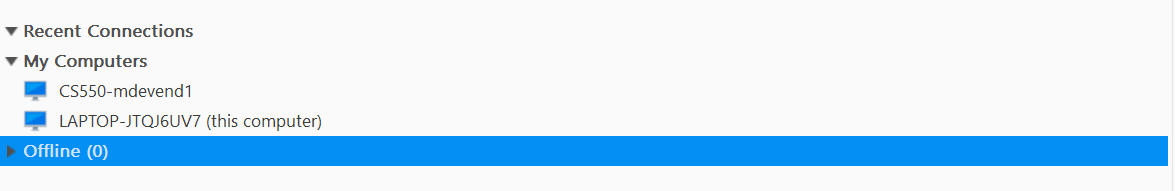 Recent Connections
My Computers
CS550-mdevend1
LAPTOP-JTQJ6UV7 (this computer)
Offline (0)